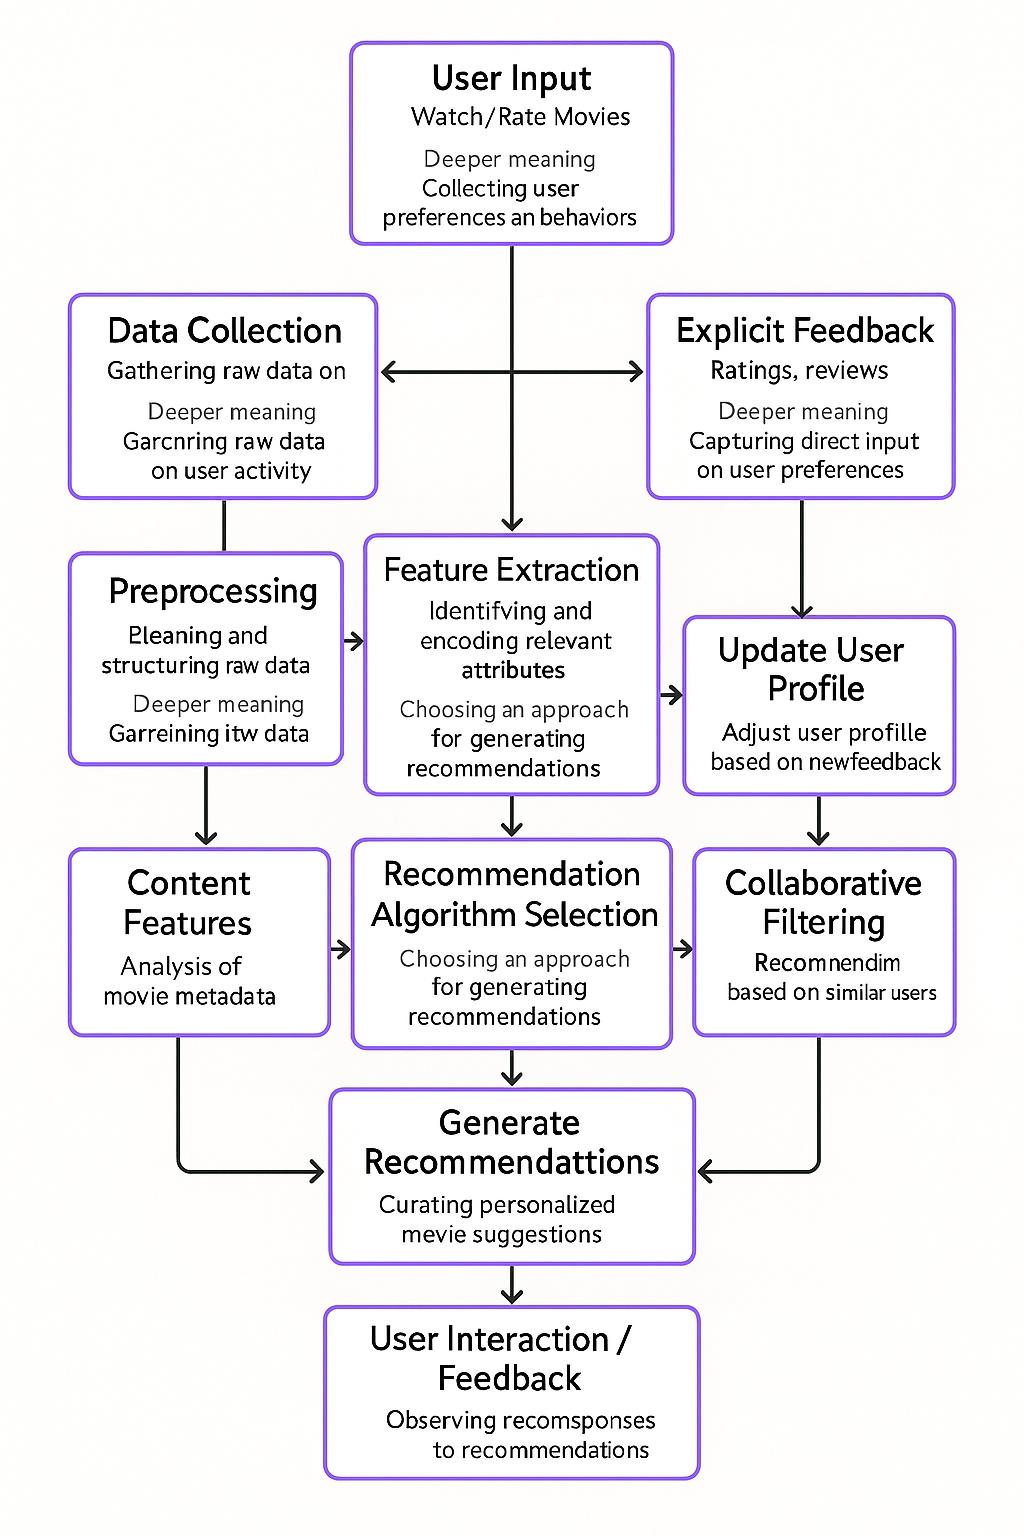 User Input
Watch/Rate Movies
Deeper meaning
Collecting user
preferences an behaviors
Data Collection
Gathering raw data on
Deeper meaning
Garcnring raw data
on user activity
Explicit Feedback
Ratings, reviews
Deeper meaning
Capturing direct input
on user preferences
Preprocessing
Bleaning and
structuring raw data
Deeper meaning
Garreining itw data
Feature Extraction
Identifving and
encoding relevant
attributes
Choosing an approach
for generating
recommendations
Update User
Profile
Adjust user profille
based on newfeedback
Content
Features
Analysis of
movie metadata
Recommendation
Algorithm Selection
Choosing an approach
for generating
recommendations
Collaborative
Filtering
Recomnendim
based on similar users
Generate
Recommendattions
Curating personalized
mevie suggestions
User Interaction /
Feedback
Observing recomsponses
to recommendations